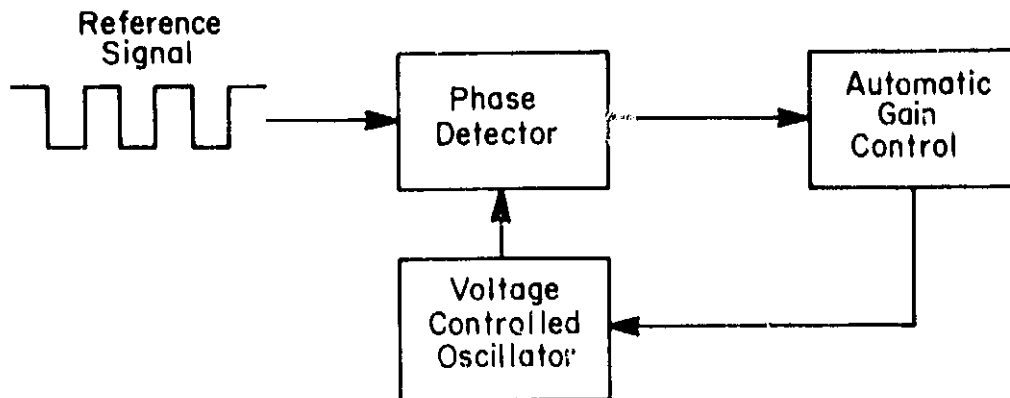 Reference
Signal
Phase
Detector
Automatic
Gain
Control
Voltage
Controlled
Oscillator